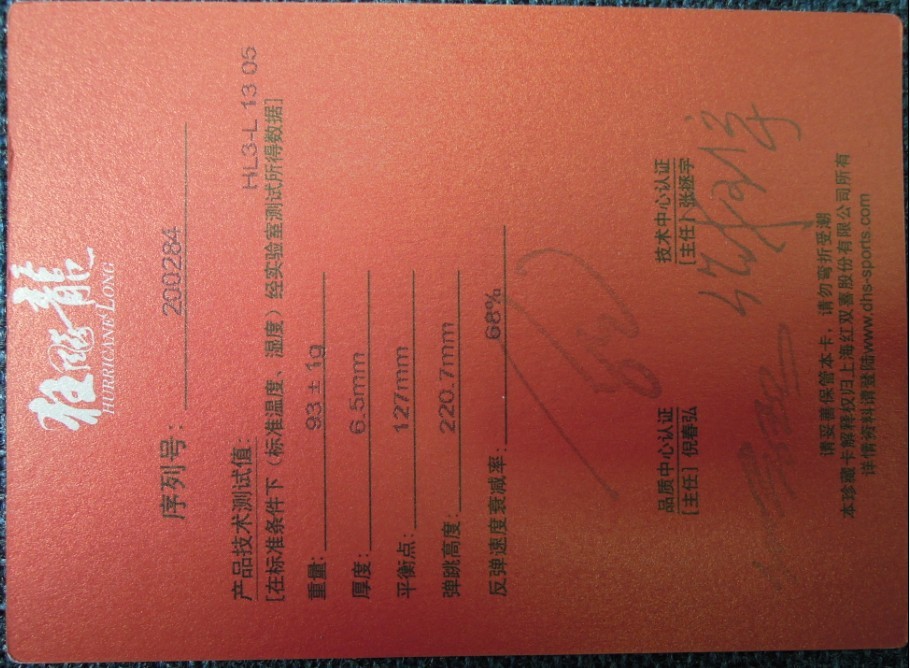 狂飚龍
HURRICANE LONG
序列号： 200284
HL3-L 13 05
产品技术测试值:
[在标准条件下（标准温度、湿度）经实验室测试所得数据]
重量: 93±1g
厚度: 6.5mm
平衡点: 127mm
弹跳高度: 220.7mm
反弹速度衰减率: 68%
品质中心认证
[主任] 倪春弘
技术中心认证
[主任] 张拯宇
请妥善保管本卡，请勿弯折受潮
本珍藏卡解释权归上海红双喜股份有限公司所有
详情资料请登陆www.dhs-sports.com